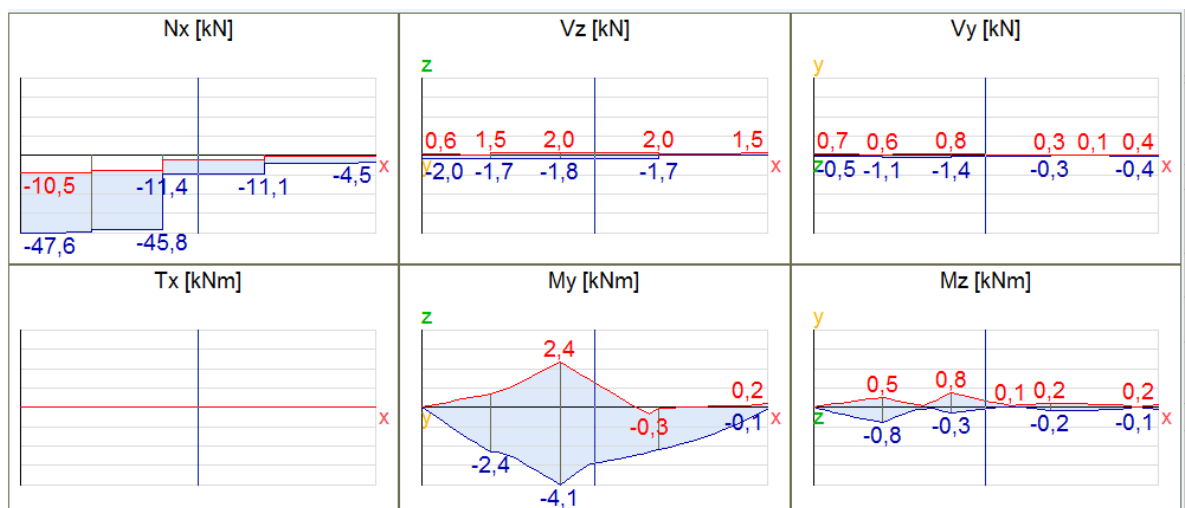 Nx [kN]
-10,5 -11,4 -11,1 -4,5 x
-47,6 -45,8
Vz [kN]
z
0,6 1,5 2,0 2,0 1,5
y -2,0 -1,7 -1,8 -1,7 x
Vy [kN]
y
0,7 0,6 0,8 0,3 0,1 0,4
z -0,5 -1,1 -1,4 -0,3 -0,4 x
Tx [kNm]
x
My [kNm]
z
2,4
0,2
y -0,3 -0,1 x
-2,4
-4,1
Mz [kNm]
y
0,5 0,8 0,1 0,2 0,2
z -0,8 -0,3 -0,2 -0,1 x